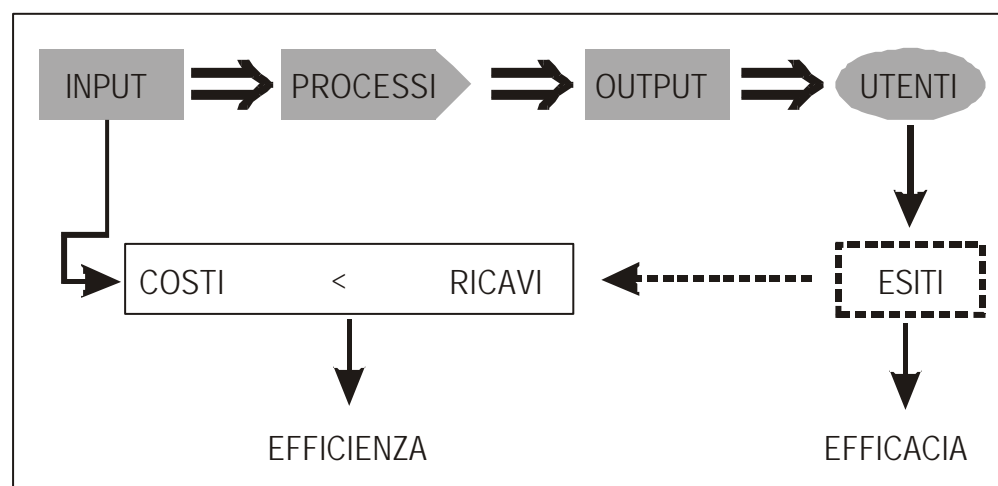 INPUT PROCESSI OUTPUT UTENTI
COSTI < RICAVI ESITI
EFFICIENZA EFFICACIA